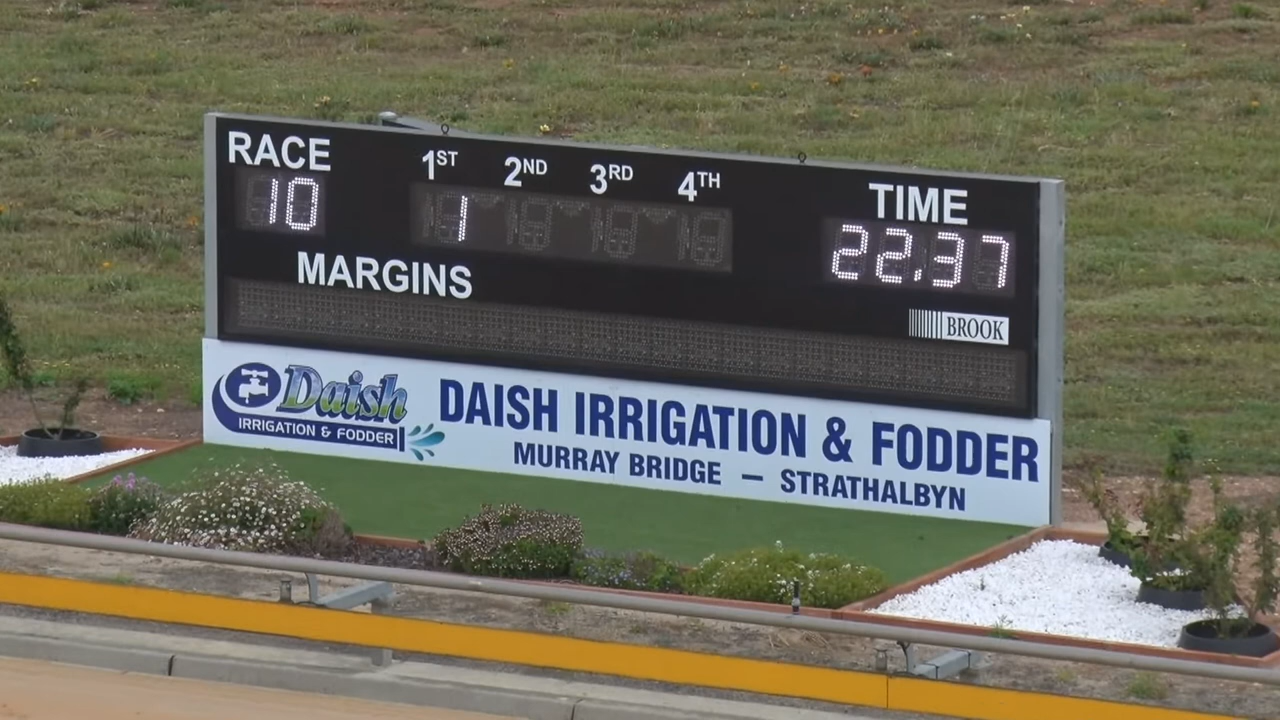 RACE 1ST 2ND 3RD 4TH TIME
10 1 22.37
MARGINS
BROOK
Daish
IRRIGATION & FODDER
DAISH IRRIGATION & FODDER
MURRAY BRIDGE – STRATHALBYN